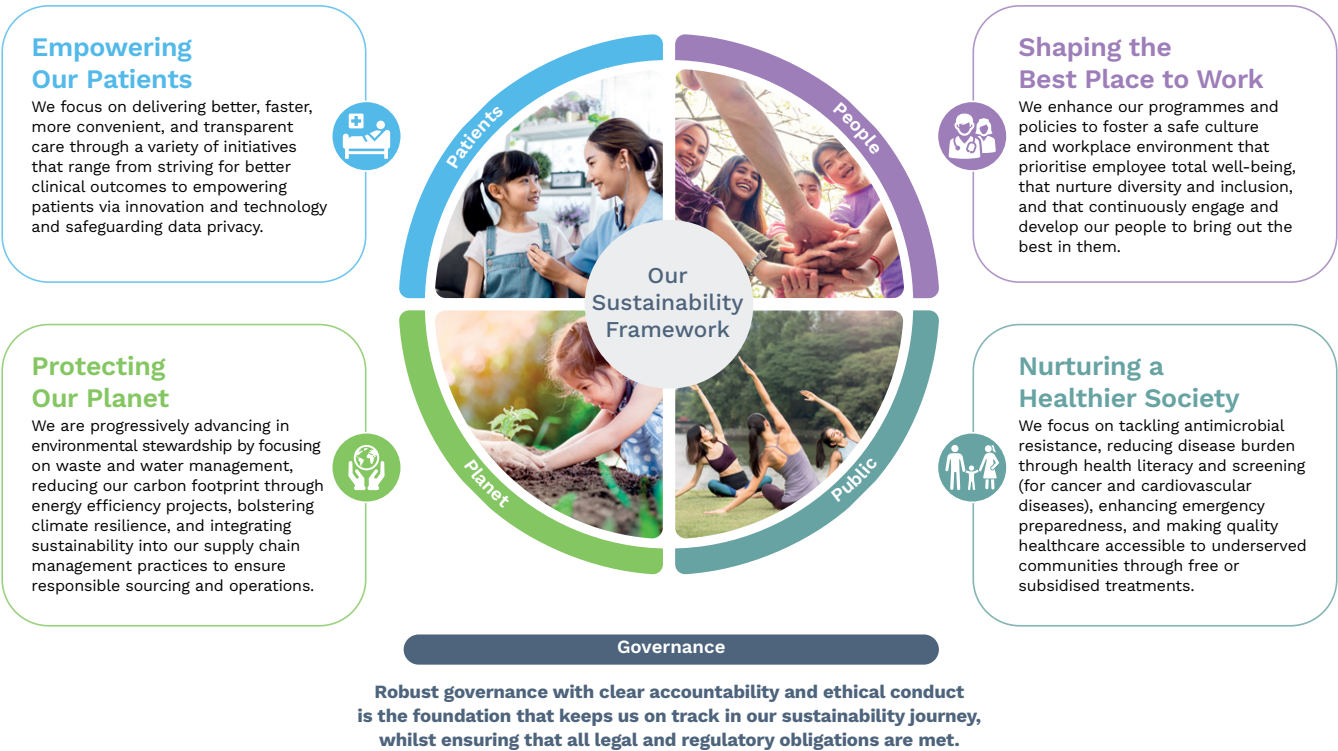 Empowering
Our Patients
We focus on delivering better, faster,
more convenient, and transparent
care through a variety of initiatives
that range from striving for better
clinical outcomes to empowering
patients via innovation and technology
and safeguarding data privacy.
Shaping the
Best Place to Work
We enhance our programmes and
policies to foster a safe culture
and workplace environment that
prioritise employee total well-being,
that nurture diversity and inclusion,
and that continuously engage and
develop our people to bring out the
best in them.
Patients
People
Our
Sustainability
Framework
Planet
Public
Protecting
Our Planet
We are progressively advancing in
environmental stewardship by focusing
on waste and water management,
reducing our carbon footprint through
energy efficiency projects, bolstering
climate resilience, and integrating
sustainability into our supply chain
management practices to ensure
responsible sourcing and operations.
Nurturing a
Healthier Society
We focus on tackling antimicrobial
resistance, reducing disease burden
through health literacy and screening
(for cancer and cardiovascular
diseases), enhancing emergency
preparedness, and making quality
healthcare accessible to underserved
communities through free or
subsidised treatments.
Governance
Robust governance with clear accountability and ethical conduct
is the foundation that keeps us on track in our sustainability journey,
whilst ensuring that all legal and regulatory obligations are met.